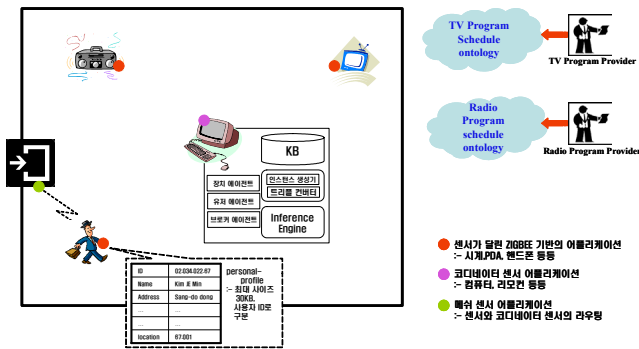 TV Program
Schedule
ontology
TV Program Provider
Radio
Program
schedule
ontology
Radio Program Provider
KB
장치 에이전트
유저 에이전트
브로커 에이전트
인스턴스 생성기
트리플 컨버터
Inference
Engine
ID 02.034.022.67
Name Kim JE Min
Address Sang-do dong
... ...
... ...
location 67.001
personal-
profile
:- 최대 사이즈
30KB.
사용자 ID로
구분
센서가 달린 ZIGBEE 기반의 어플리케이션
:- 시계,PDA, 핸드폰 등등
코디네이터 센서 어플리케이션
:- 컴퓨터, 리모컨 등등
매쉬 센서 어플리케이션
:- 센서와 코디네이터 센서의 라우팅